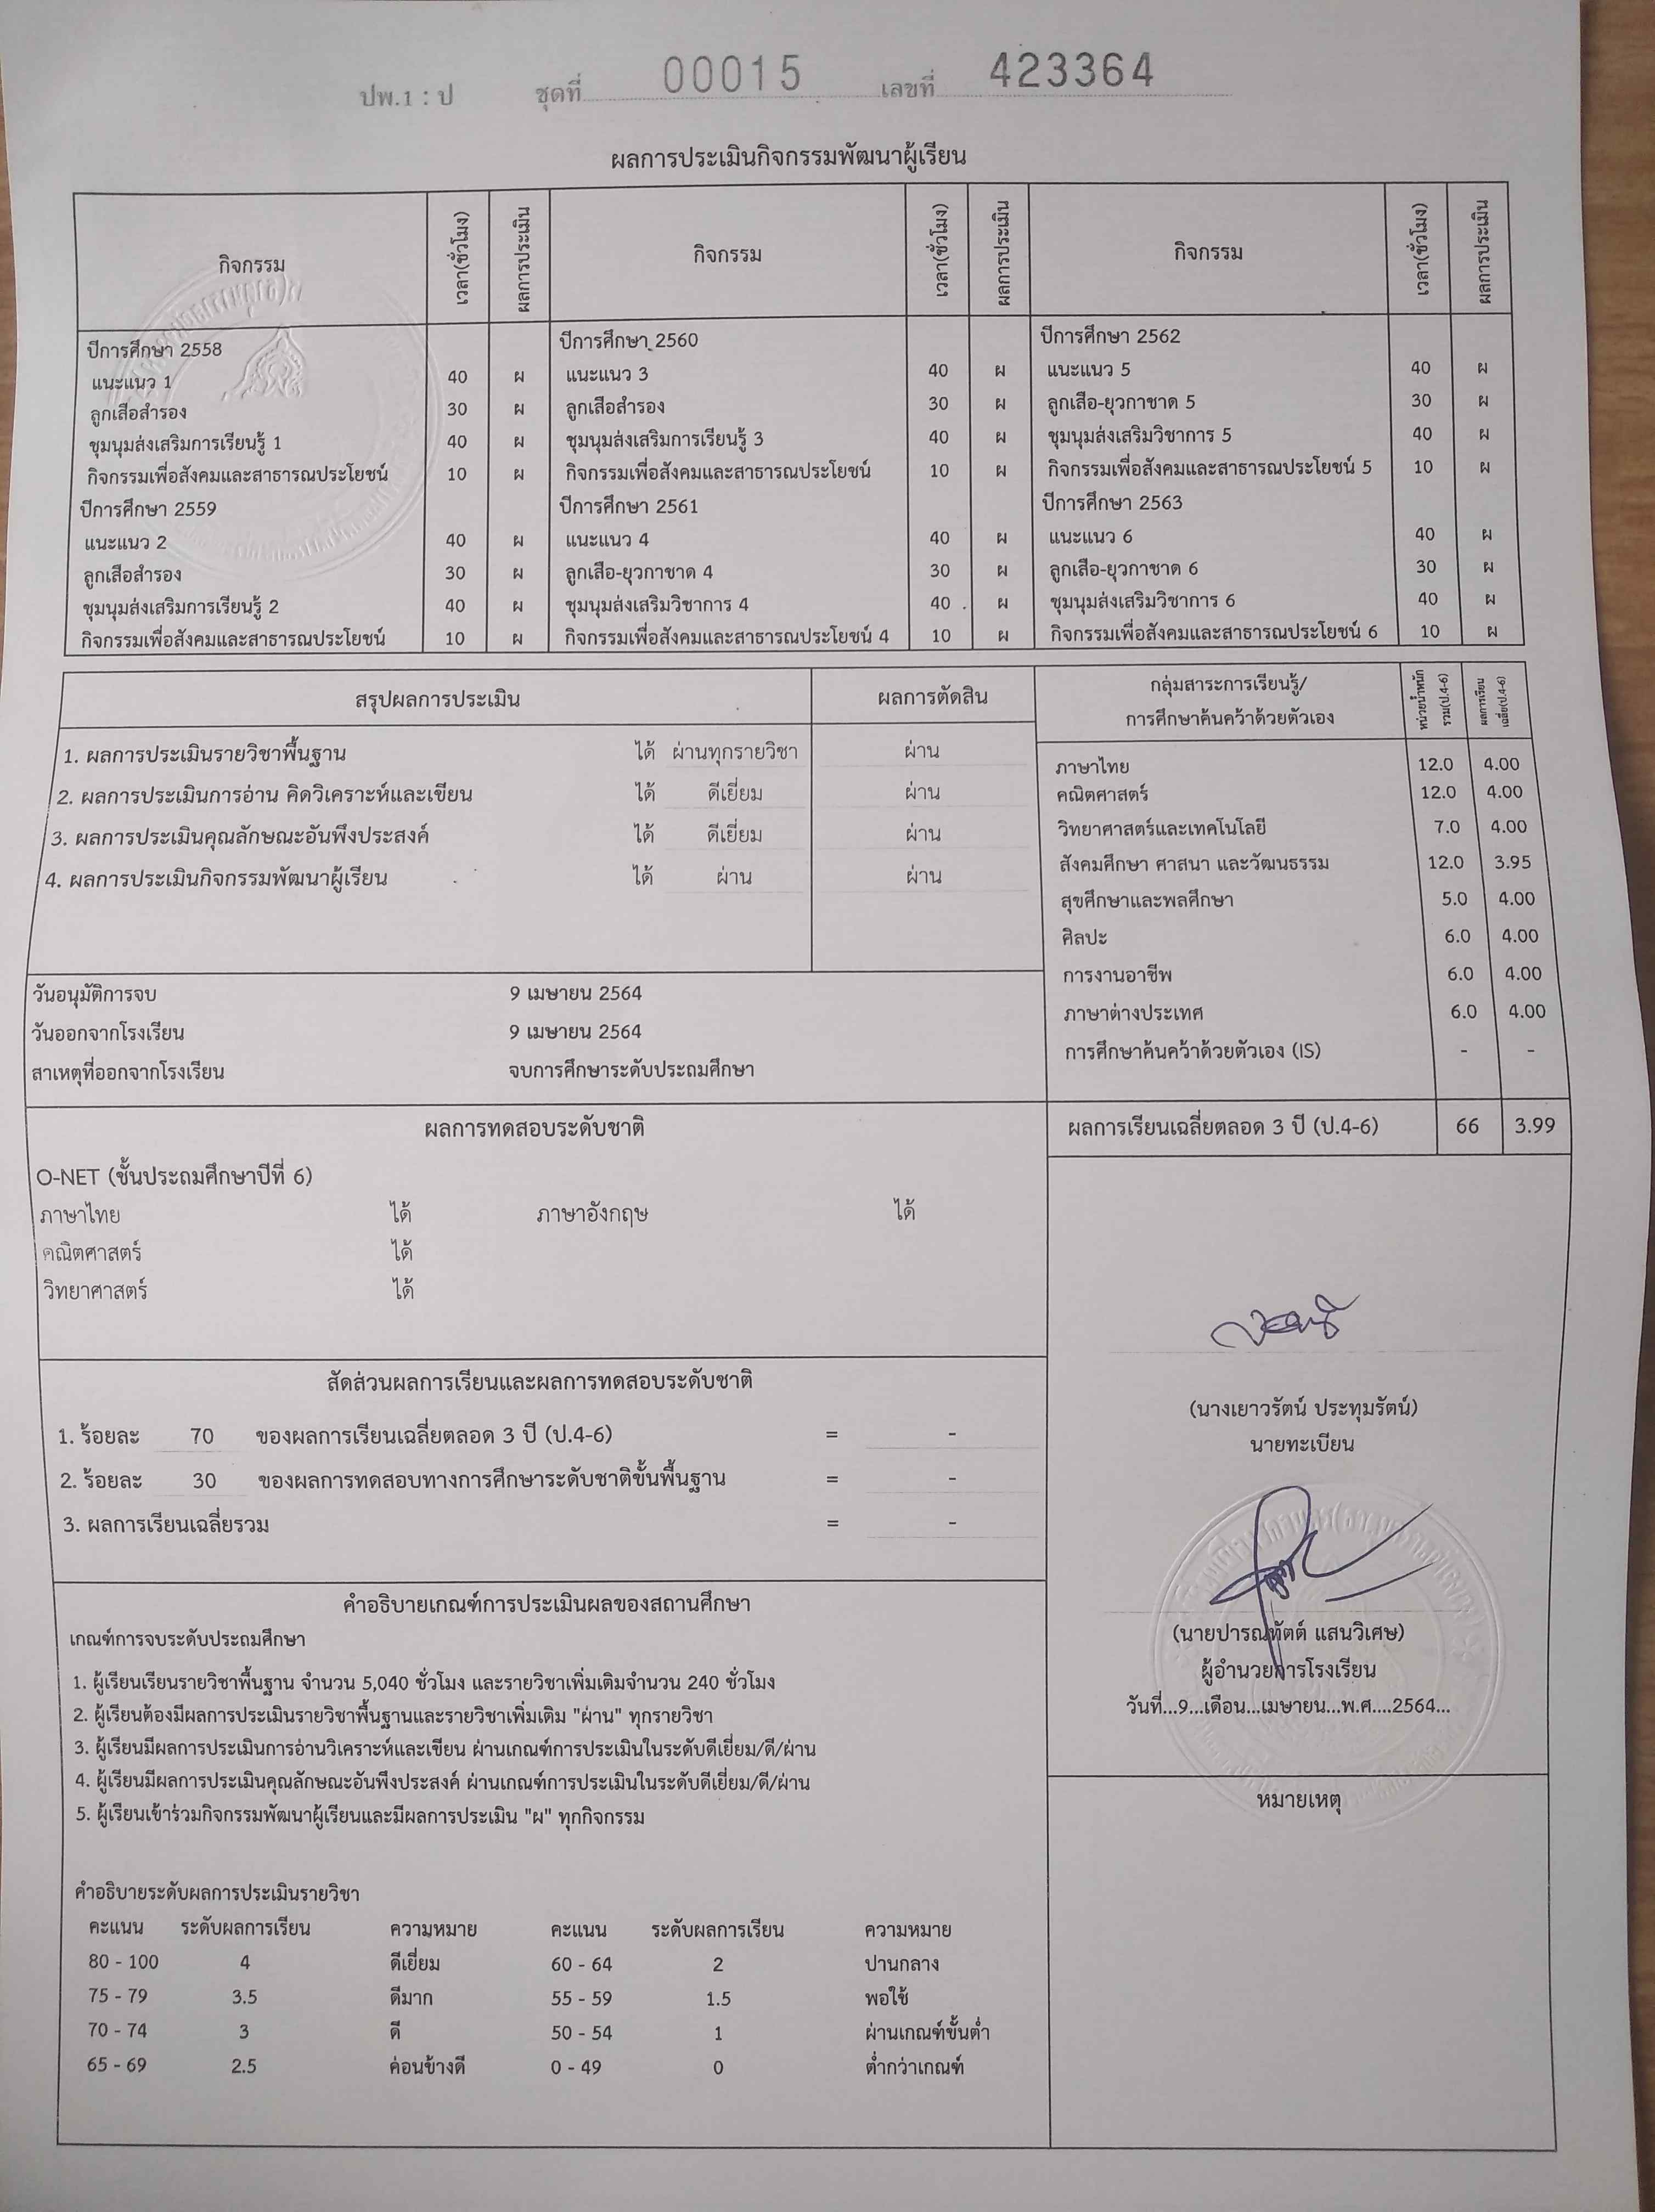 ปพ.1 : ป ชุดที่ 00015 เลขที่ 423364
ผลการประเมินกิจกรรมพัฒนาผู้เรียน
กิจกรรม เวลา(ชั่วโมง) ผลการประเมิน กิจกรรม เวลา(ชั่วโมง) ผลการประเมิน กิจกรรม เวลา(ชั่วโมง) ผลการประเมิน
ปีการศึกษา 2558 ปีการศึกษา 2560 ปีการศึกษา 2562
แนะแนว 1 40 ผ แนะแนว 3 40 ผ แนะแนว 5 40 ผ
ลูกเสือสำรอง 30 ผ ลูกเสือสำรอง 30 ผ ลูกเสือ-ยุวกาชาด 5 30 ผ
ชุมนุมส่งเสริมการเรียนรู้ 1 40 ผ ชุมนุมส่งเสริมการเรียนรู้ 3 40 ผ ชุมนุมส่งเสริมวิชาการ 5 40 ผ
กิจกรรมเพื่อสังคมและสาธารณประโยชน์ 10 ผ กิจกรรมเพื่อสังคมและสาธารณประโยชน์ 10 ผ กิจกรรมเพื่อสังคมและสาธารณประโยชน์ 5 10 ผ
ปีการศึกษา 2559 ปีการศึกษา 2561 ปีการศึกษา 2563
แนะแนว 2 40 ผ แนะแนว 4 40 ผ แนะแนว 6 40 ผ
ลูกเสือสำรอง 30 ผ ลูกเสือ-ยุวกาชาด 4 30 ผ ลูกเสือ-ยุวกาชาด 6 30 ผ
ชุมนุมส่งเสริมการเรียนรู้ 2 40 ผ ชุมนุมส่งเสริมวิชาการ 4 40 ผ ชุมนุมส่งเสริมวิชาการ 6 40 ผ
กิจกรรมเพื่อสังคมและสาธารณประโยชน์ 10 ผ กิจกรรมเพื่อสังคมและสาธารณประโยชน์ 4 10 ผ กิจกรรมเพื่อสังคมและสาธารณประโยชน์ 6 10 ผ
สรุปผลการประเมิน ผลการตัดสิน
1. ผลการประเมินรายวิชาพื้นฐาน ได้ ผ่านทุกรายวิชา ผ่าน
2. ผลการประเมินการอ่าน คิดวิเคราะห์และเขียน ได้ ดีเยี่ยม ผ่าน
3. ผลการประเมินคุณลักษณะอันพึงประสงค์ ได้ ดีเยี่ยม ผ่าน
4. ผลการประเมินกิจกรรมพัฒนาผู้เรียน ได้ ผ่าน ผ่าน
วันอนุมัติการจบ 9 เมษายน 2564
วันออกจากโรงเรียน 9 เมษายน 2564
สาเหตุที่ออกจากโรงเรียน จบการศึกษาระดับประถมศึกษา
กลุ่มสาระการเรียนรู้/
การศึกษาค้นคว้าด้วยตัวเอง
หน่วยน้ำหนัก
รวม(ป.4-6)
ผลการเรียน
เฉลี่ย(ป.4-6)
ภาษาไทย 12.0 4.00
คณิตศาสตร์ 12.0 4.00
วิทยาศาสตร์และเทคโนโลยี 7.0 4.00
สังคมศึกษา ศาสนา และวัฒนธรรม 12.0 3.95
สุขศึกษาและพลศึกษา 5.0 4.00
ศิลปะ 6.0 4.00
การงานอาชีพ 6.0 4.00
ภาษาต่างประเทศ 6.0 4.00
การศึกษาค้นคว้าด้วยตัวเอง (IS) - -
ผลการเรียนเฉลี่ยตลอด 3 ปี (ป.4-6) 66 3.99
ผลการทดสอบระดับชาติ
O-NET (ชั้นประถมศึกษาปีที่ 6)
ภาษาไทย ได้ ภาษาอังกฤษ ได้
คณิตศาสตร์ ได้
วิทยาศาสตร์ ได้
สัดส่วนผลการเรียนและผลการทดสอบระดับชาติ
1. ร้อยละ 70 ของผลการเรียนเฉลี่ยตลอด 3 ปี (ป.4-6) = -
2. ร้อยละ 30 ของผลการทดสอบทางการศึกษาระดับชาติขั้นพื้นฐาน = -
3. ผลการเรียนเฉลี่ยรวม = -
(นางเยาวรัตน์ ประทุมรัตน์)
นายทะเบียน
(นายปารณทัตต์ แสนวิเศษ)
ผู้อำนวยการโรงเรียน
วันที่...9...เดือน...เมษายน...พ.ศ....2564...
หมายเหตุ
คำอธิบายเกณฑ์การประเมินผลของสถานศึกษา
เกณฑ์การจบระดับประถมศึกษา
1. ผู้เรียนเรียนรายวิชาพื้นฐาน จำนวน 5,040 ชั่วโมง และรายวิชาเพิ่มเติมจำนวน 240 ชั่วโมง
2. ผู้เรียนต้องมีผลการประเมินรายวิชาพื้นฐานและรายวิชาเพิ่มเติม "ผ่าน" ทุกรายวิชา
3. ผู้เรียนมีผลการประเมินการอ่านวิเคราะห์และเขียน ผ่านเกณฑ์การประเมินในระดับดีเยี่ยม/ดี/ผ่าน
4. ผู้เรียนมีผลการประเมินคุณลักษณะอันพึงประสงค์ ผ่านเกณฑ์การประเมินในระดับดีเยี่ยม/ดี/ผ่าน
5. ผู้เรียนเข้าร่วมกิจกรรมพัฒนาผู้เรียนและมีผลการประเมิน "ผ" ทุกกิจกรรม
คำอธิบายระดับผลการประเมินรายวิชา
คะแนน ระดับผลการเรียน ความหมาย คะแนน ระดับผลการเรียน ความหมาย
80 - 100 4 ดีเยี่ยม 60 - 64 2 ปานกลาง
75 - 79 3.5 ดีมาก 55 - 59 1.5 พอใช้
70 - 74 3 ดี 50 - 54 1 ผ่านเกณฑ์ขั้นต่ำ
65 - 69 2.5 ค่อนข้างดี 0 - 49 0 ต่ำกว่าเกณฑ์